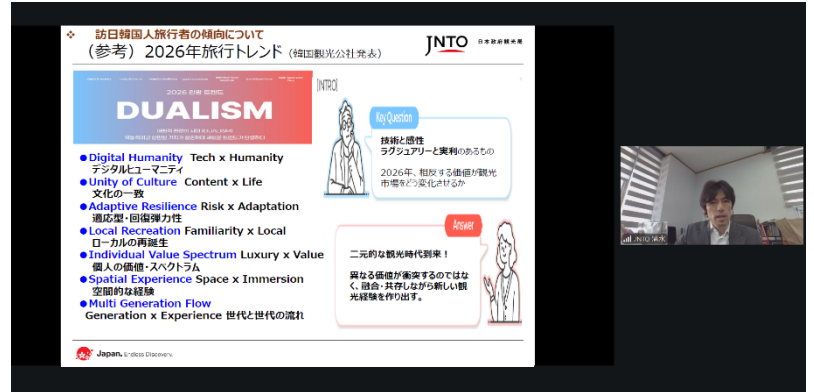 ❖ 訪日韓国人旅行者の傾向について
（参考）2026年旅行トレンド（韓国観光公社発表）
JNTO 日本政府観光局
DUALISM
[INTRO]
Key Question
技術と感性
ラグジュアリーと実利のあるもの
2026年、相反する価値が観光
市場をどう変化させるか
●Digital Humanity Tech x Humanity
デジタルヒューマニティ
●Unity of Culture Content x Life
文化の一致
●Adaptive Resilience Risk x Adaptation
適応型・回復弾力性
●Local Recreation Familiarity x Local
ローカルの再誕生
●Individual Value Spectrum Luxury x Value
個人の価値・スペクトラム
●Spatial Experience Space x Immersion
空間的な経験
●Multi Generation Flow
Generation x Experience 世代と世代の流れ
Answer
二元的な観光時代到来！
異なる価値が衝突するのではな
く、融合・共存しながら新しい観
光経験を作り出す。
Japan. Endless Discovery.
JNTO 清水